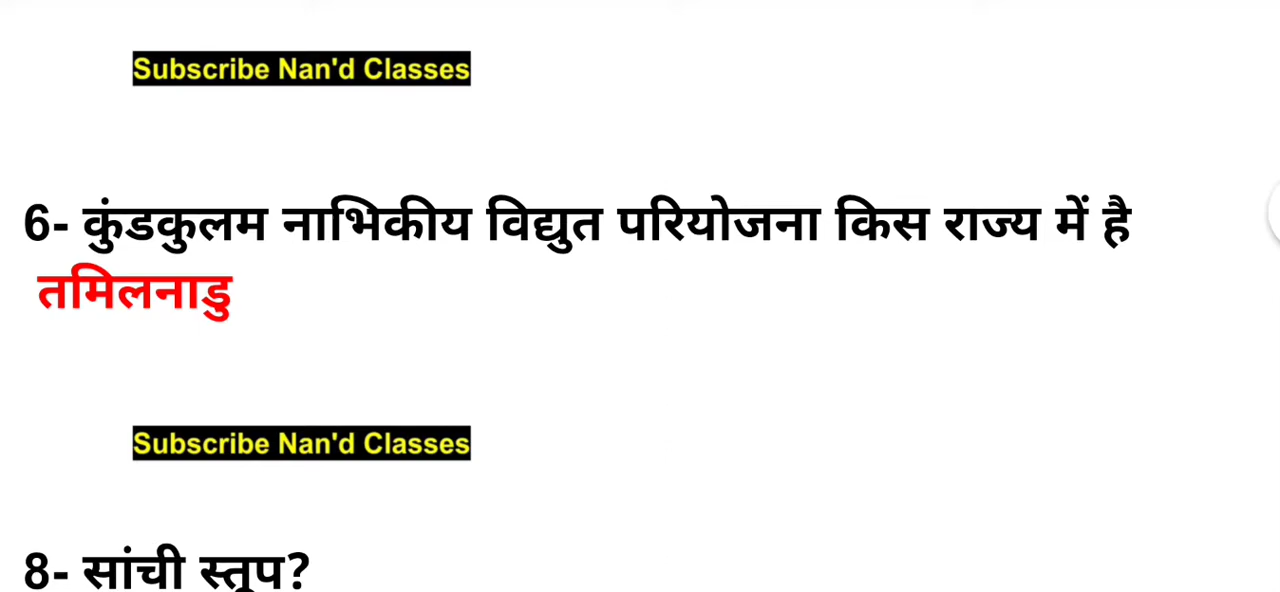 Subscribe Nan'd Classes
6- कुंडकुलम नाभिकीय विद्युत परियोजना किस राज्य में है
तमिलनाडु
Subscribe Nan'd Classes
8- सांची स्तूप?